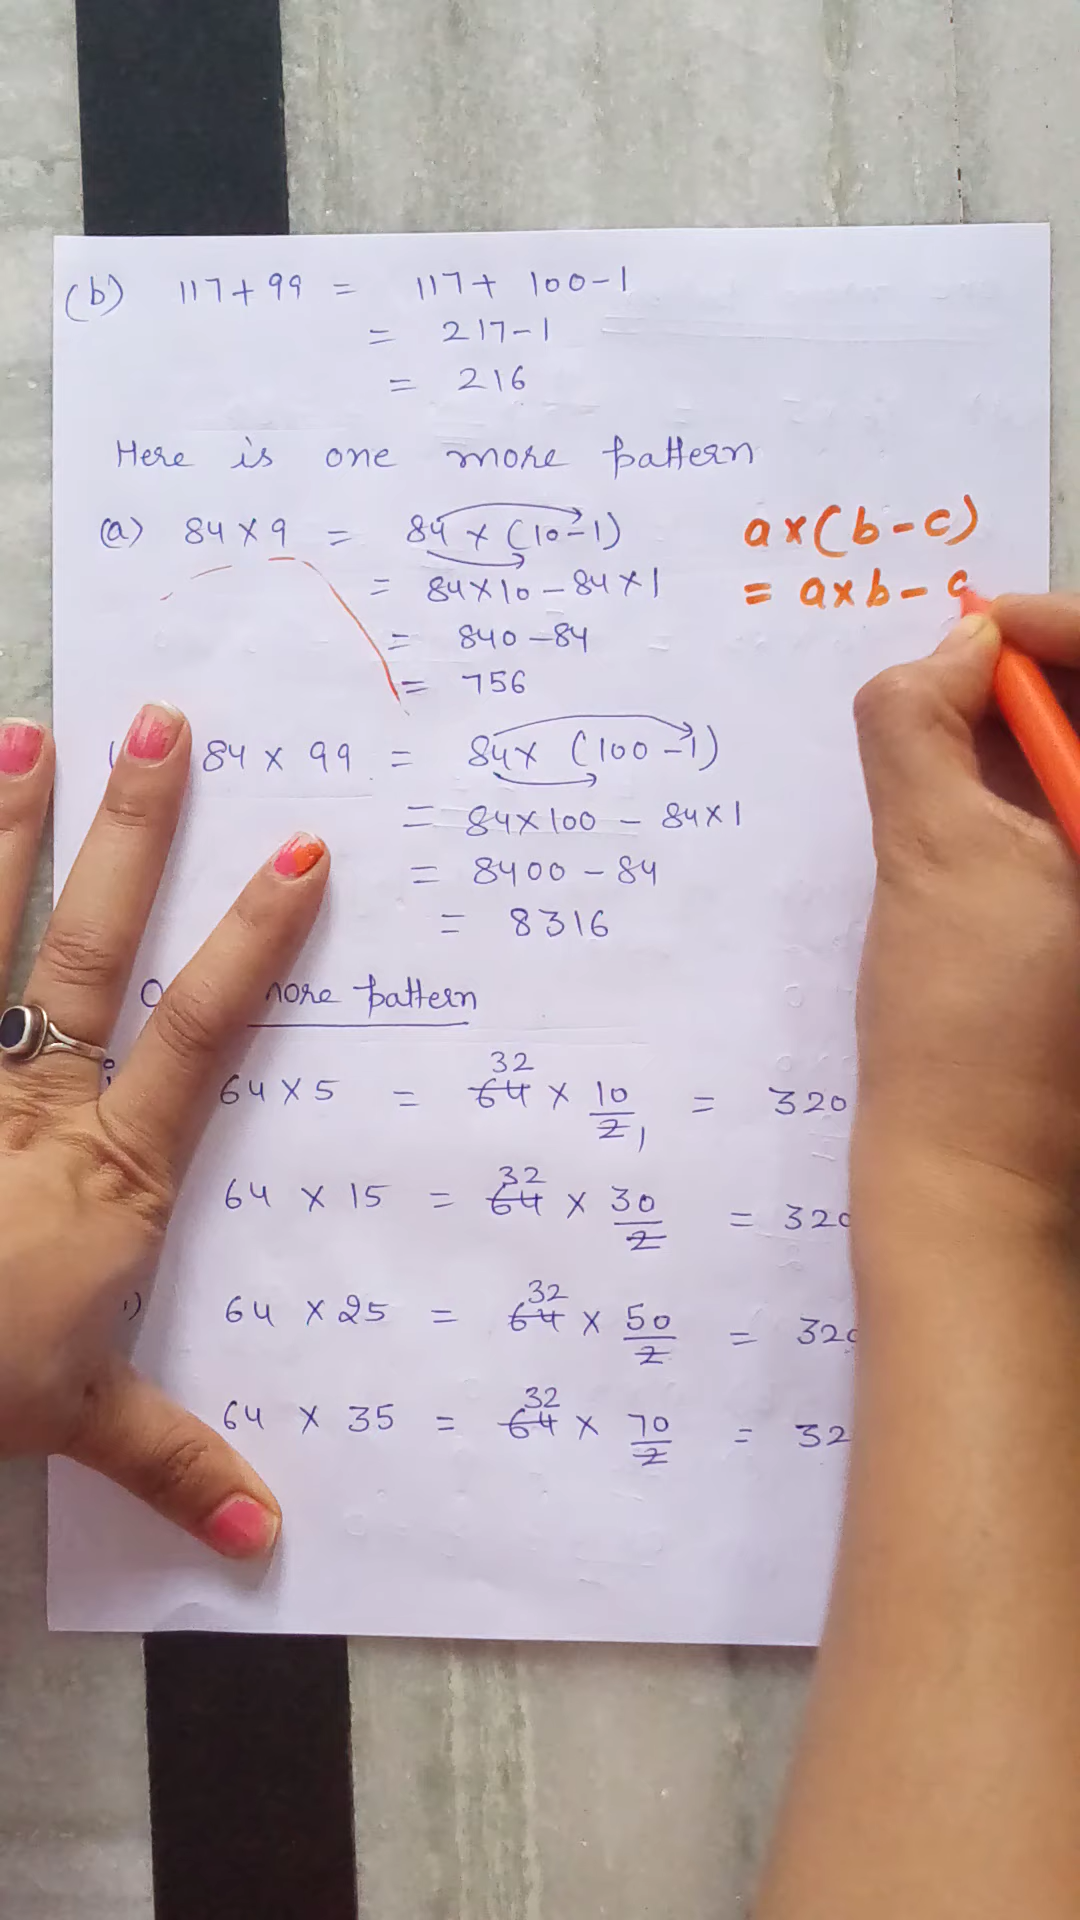 (b) 117+99 = 117+ 100-1
= 217-1
= 216
Here is one more pattern
(a) 84×9 = 84 × (10-1)
= 84×10 - 84×1
= 840 -84
= 756
a×(b-c)
= a×b-
84 × 99 = 84× (100-1)
= 84×100 - 84×1
= 8400 - 84
= 8316
more pattern
64×5 = 32 64 × 10/2 1 = 320
64 × 15 = 32 64 × 30/2 = 320
64 × 25 = 32 64 × 50/2 = 320
64 × 35 = 32 64 × 70/2 = 32